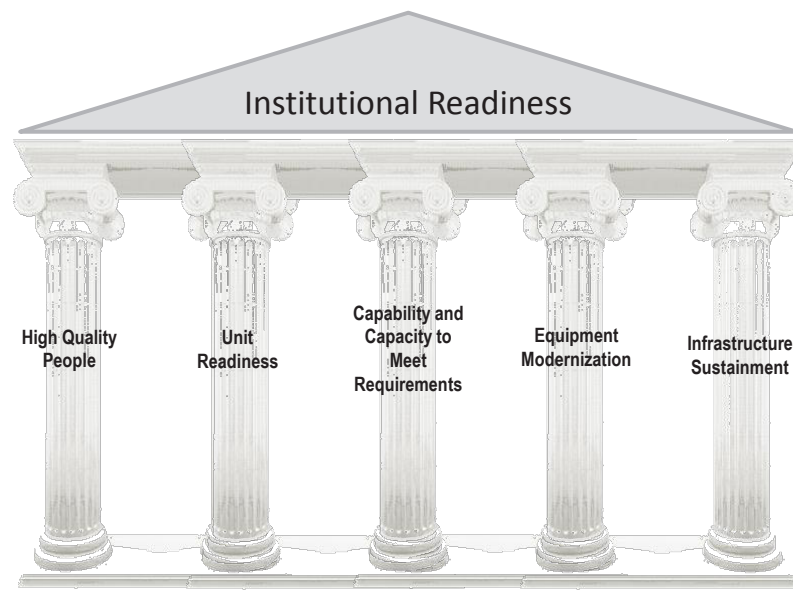 Institutional Readiness
High Quality
People
Unit
Readiness
Capability and
Capacity to
Meet
Requirements
Equipment
Modernization
Infrastructure
Sustainment